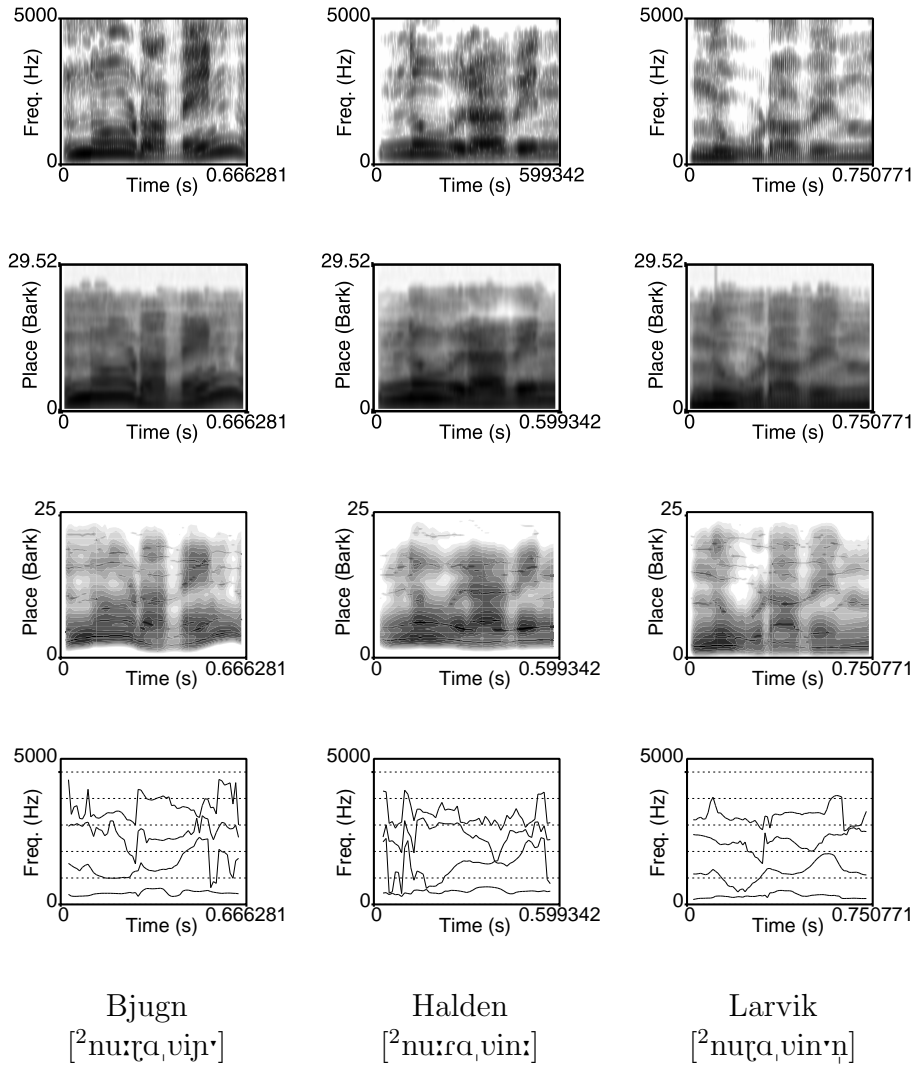 5000 Freq. (Hz) 0 0 Time (s) 0.666281
5000 Freq. (Hz) 0 0 Time (s) 599342
5000 Freq. (Hz) 0 0 Time (s) 0.750771
29.52 Place (Bark) 0 0 Time (s) 0.666281
29.52 Place (Bark) 0 0 Time (s) 0.599342
29.52 Place (Bark) 0 0 Time (s) 0.750771
25 Place (Bark) 0 0 Time (s) 0.666281
25 Place (Bark) 0 0 Time (s) 0.599342
25 Place (Bark) 0 0 Time (s) 0.750771
5000 Freq. (Hz) 0 0 Time (s) 0.666281
5000 Freq. (Hz) 0 0 Time (s) 0.599342
5000 Freq. (Hz) 0 0 Time (s) 0.750771
Bjugn Halden Larvik
[²nuːɽɑˌʋiɲˑ] [²nuːɾɑˌʋinː] [²nuɽɑˌʋinˑn̩]